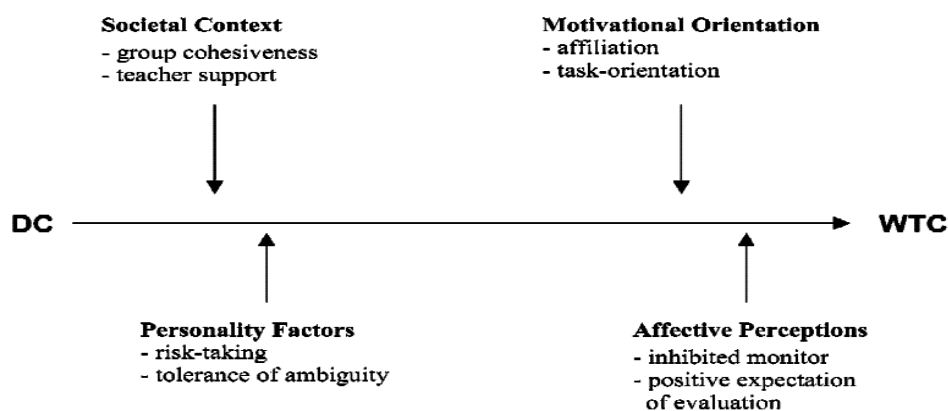 Societal Context
- group cohesiveness
- teacher support
Motivational Orientation
- affiliation
- task-orientation
DC
WTC
Personality Factors
- risk-taking
- tolerance of ambiguity
Affective Perceptions
- inhibited monitor
- positive expectation
of evaluation